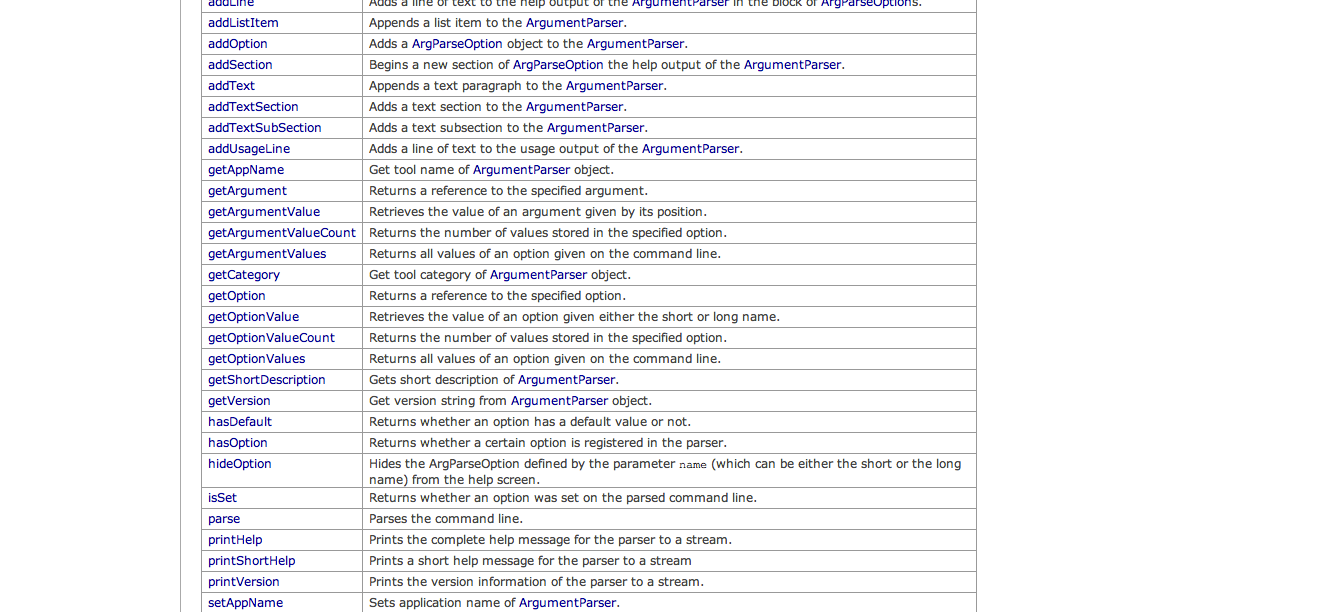 addLine Adds a line of text to the help output of the ArgumentParser in the block of ArgParseOptions.
addListItem Appends a list item to the ArgumentParser.
addOption Adds a ArgParseOption object to the ArgumentParser.
addSection Begins a new section of ArgParseOption the help output of the ArgumentParser.
addText Appends a text paragraph to the ArgumentParser.
addTextSection Adds a text section to the ArgumentParser.
addTextSubSection Adds a text subsection to the ArgumentParser.
addUsageLine Adds a line of text to the usage output of the ArgumentParser.
getAppName Get tool name of ArgumentParser object.
getArgument Returns a reference to the specified argument.
getArgumentValue Retrieves the value of an argument given by its position.
getArgumentValueCount Returns the number of values stored in the specified option.
getArgumentValues Returns all values of an option given on the command line.
getCategory Get tool category of ArgumentParser object.
getOption Returns a reference to the specified option.
getOptionValue Retrieves the value of an option given either the short or long name.
getOptionValueCount Returns the number of values stored in the specified option.
getOptionValues Returns all values of an option given on the command line.
getShortDescription Gets short description of ArgumentParser.
getVersion Get version string from ArgumentParser object.
hasDefault Returns whether an option has a default value or not.
hasOption Returns whether a certain option is registered in the parser.
hideOption Hides the ArgParseOption defined by the parameter name (which can be either the short or the long
name) from the help screen.
isSet Returns whether an option was set on the parsed command line.
parse Parses the command line.
printHelp Prints the complete help message for the parser to a stream.
printShortHelp Prints a short help message for the parser to a stream
printVersion Prints the version information of the parser to a stream.
setAppName Sets application name of ArgumentParser.